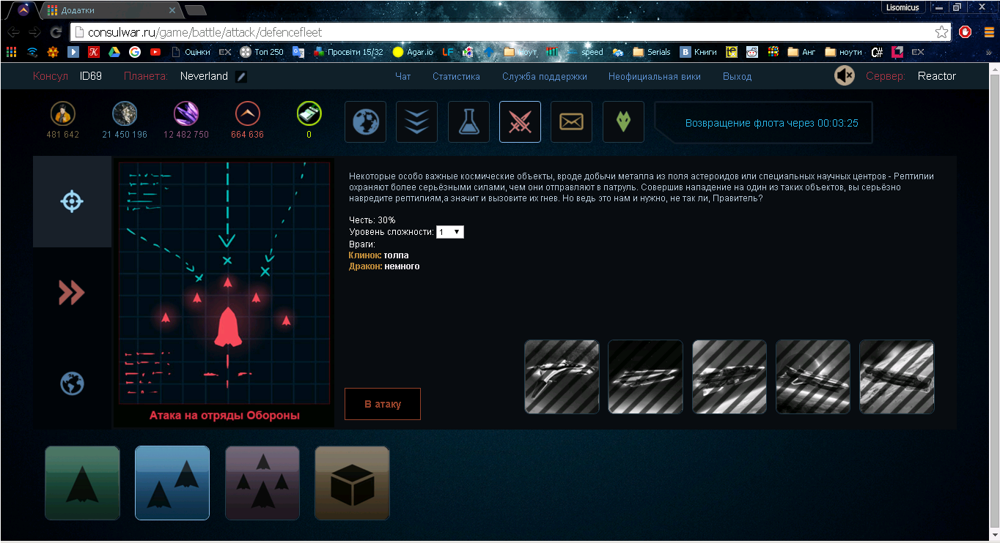 Додатки
Lisomicus
consulwar.ru/game/battle/attack/defencefleet
Оцінки EX Топ 250 Просвіти 15/32 Agar.io LF speed Serials B Книги Анг ноути C# EX »
Консул ID69 Планета: Neverland Чат Статистика Служба поддержки Неофициальная вики Выход Сервер: Reactor
481 642 21 450 196 12 482 750 664 636 0
Возвращение флота через 00:03:25
Некоторые особо важные космические объекты, вроде добычи металла из поля астероидов или специальных научных центров - Рептилии
охраняют более серьёзными силами, чем они отправляют в патруль. Совершив нападение на один из таких объектов, вы серьёзно
навредите рептилиям,а значит и вызовите их гнев. Но ведь это нам и нужно, не так ли, Правитель?
Честь: 30%
Уровень сложности: 1
Враги:
Клинок: толпа
Дракон: немного
В атаку
Атака на отряды Обороны